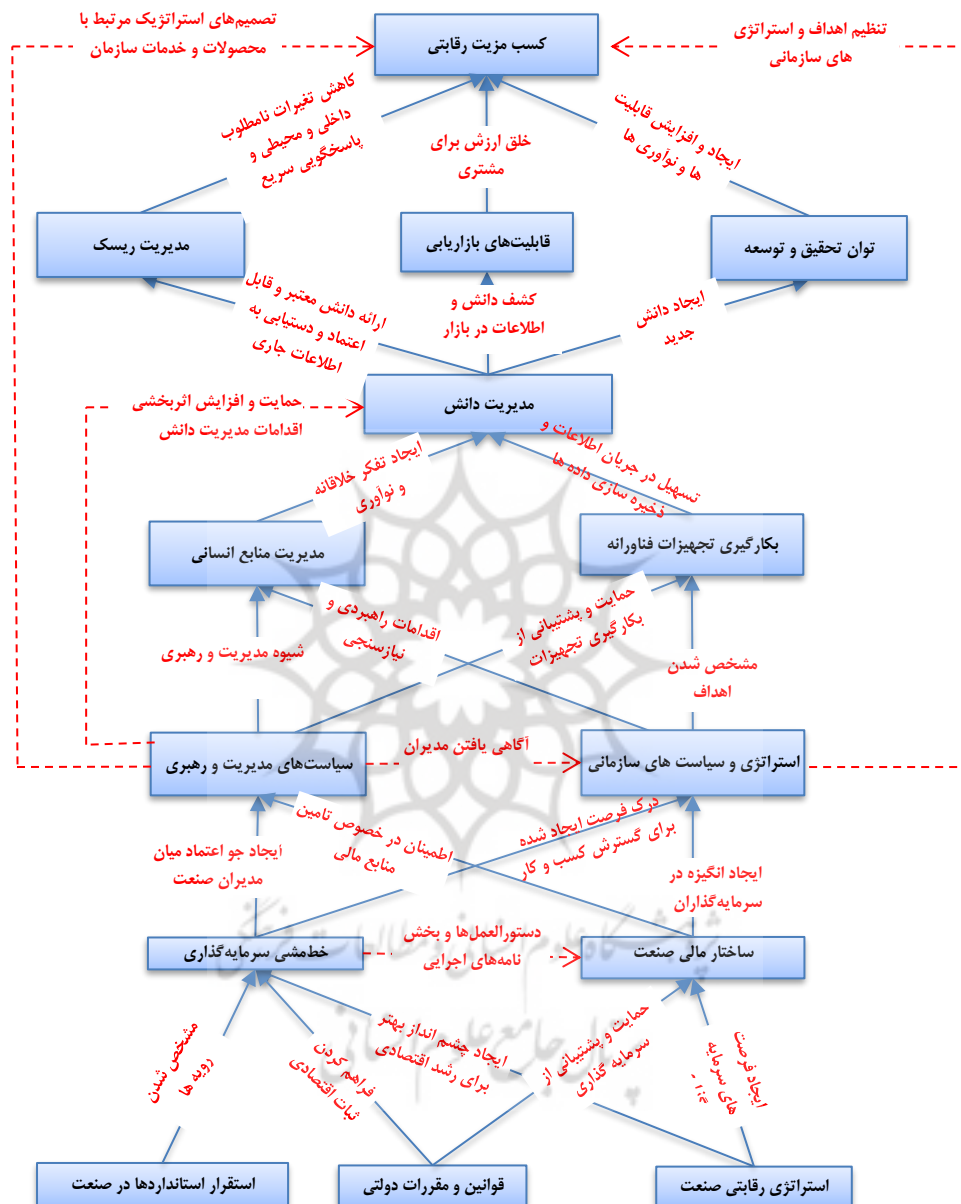 تصمیم‌های استراتژیک مرتبط با
محصولات و خدمات سازمان
کسب مزیت رقابتی
تنظیم اهداف و استراتژی
های سازمانی
کاهش تغیرات نامطلوب
داخلی و محیطی و
پاسخگویی سریع
خلق ارزش برای
مشتری
ایجاد و افزایش قابلیت
ها و نوآوری ها
مدیریت ریسک
قابلیت‌های بازاریابی
توان تحقیق و توسعه
ارائه دانش معتبر و قابل
اعتماد و دستیابی به
اطلاعات جاری
کشف دانش و
اطلاعات در بازار
ایجاد دانش
جدید
مدیریت دانش
حمایت و افزایش اثربخشی
اقدامات مدیریت دانش
ایجاد تفکر خلاقانه
و نوآوری
تسهیل در جریان اطلاعات و
ذخیره سازی داده ها
مدیریت منابع انسانی
بکارگیری تجهیزات فناورانه
شیوه مدیریت و رهبری
اقدامات راهبردی و
نیازسنجی
حمایت و پشتیبانی از
بکارگیری تجهیزات
مشخص شدن
اهداف
سیاست‌های مدیریت و رهبری
آگاهی یافتن مدیران
استراتژی و سیاست های سازمانی
ایجاد جو اعتماد میان
مدیران صنعت
اطمینان در خصوص تامین
منابع مالی
درک فرصت ایجاد شده
برای گسترش کسب و کار
ایجاد انگیزه در
سرمایه‌گذاران
خط‌مشی سرمایه‌گذاری
دستورالعمل‌ها و بخش
نامه‌های اجرایی
ساختار مالی صنعت
پژوهشگاه علوم انسانی و مطالعات فرهنگی
پرتال جامع علوم انسانی
مشخص شدن
رویه ها
فراهم کردن
ثبات اقتصادی
ایجاد چشم انداز بهتر
برای رشد اقتصادی
حمایت و پشتیبانی از
سرمایه گذاری
ایجاد فرصت
های سرمایه
استقرار استانداردها در صنعت
قوانین و مقررات دولتی
استراتژی رقابتی صنعت